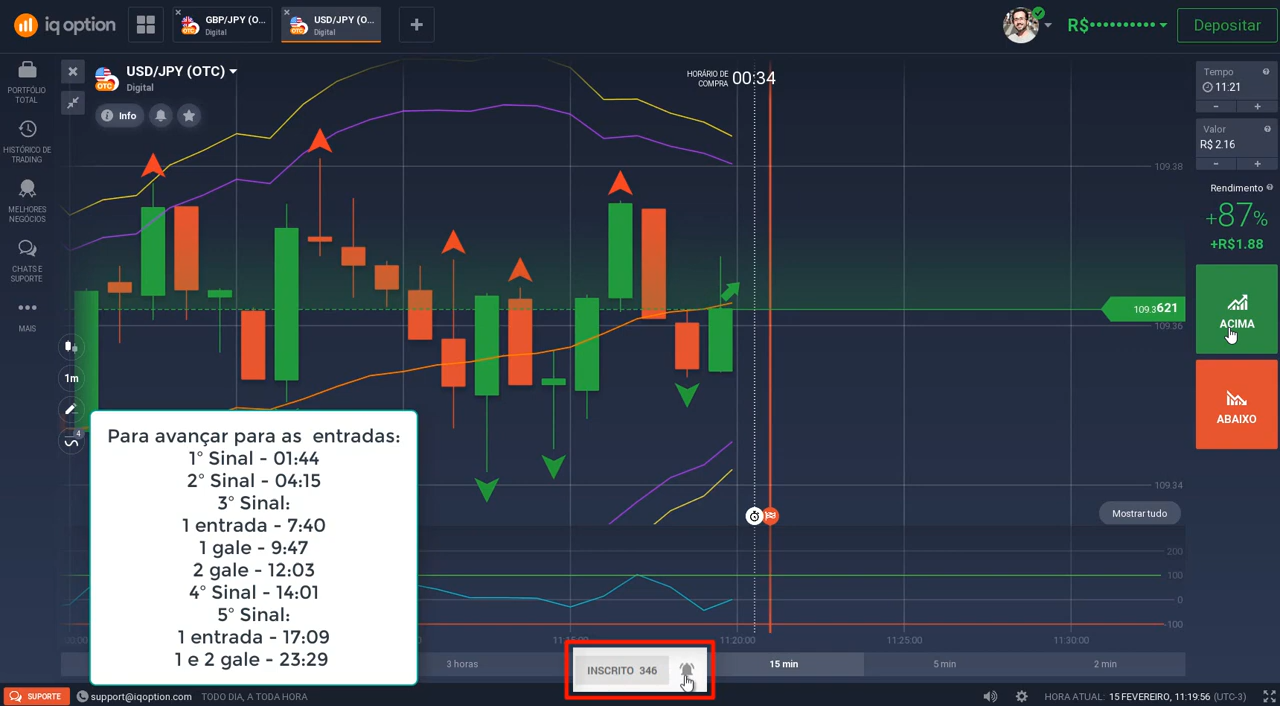 iq option
GBP/JPY (O...
Digital
USD/JPY (O...
Digital
+
R$
Depositar
PORTFÓLIO
TOTAL
HISTÓRICO DE
TRADING
MELHORES
NEGÓCIOS
CHATS E
SUPORTE
MAIS
OTC
USD/JPY (OTC)
Digital
Info
HORÁRIO DE
COMPRA
00:34
109.38
109.3621
109.36
109.34
Mostrar tudo
200
100
0
-100
1m
4
Para avançar para as entradas:
1° Sinal - 01:44
2° Sinal - 04:15
3° Sinal:
1 entrada - 7:40
1 gale - 9:47
2 gale - 12:03
4° Sinal - 14:01
5° Sinal:
1 entrada - 17:09
1 e 2 gale - 23:29
11:15:00
11:20:00
11:25:00
11:30:00
3 horas
15 min
5 min
2 min
INSCRITO 346
Tempo
11:21
- +
Valor
R$ 2.16
- +
Rendimento
+87%
+R$1.88
ACIMA
ABAIXO
SUPORTE
support@iqoption.com
TODO DIA, A TODA HORA
HORA ATUAL: 15 FEVEREIRO, 11:19:56 (UTC-3)